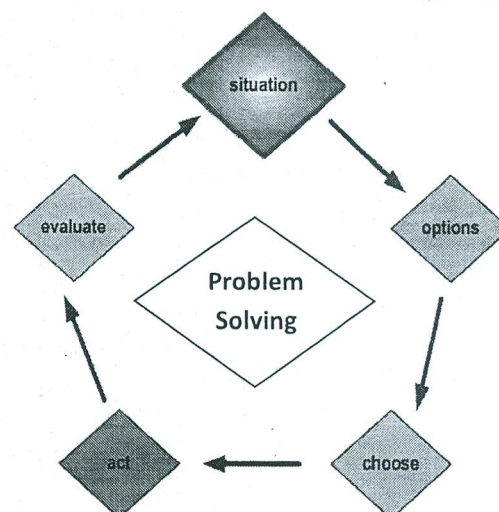 situation
options
choose
act
evaluate
Problem
Solving